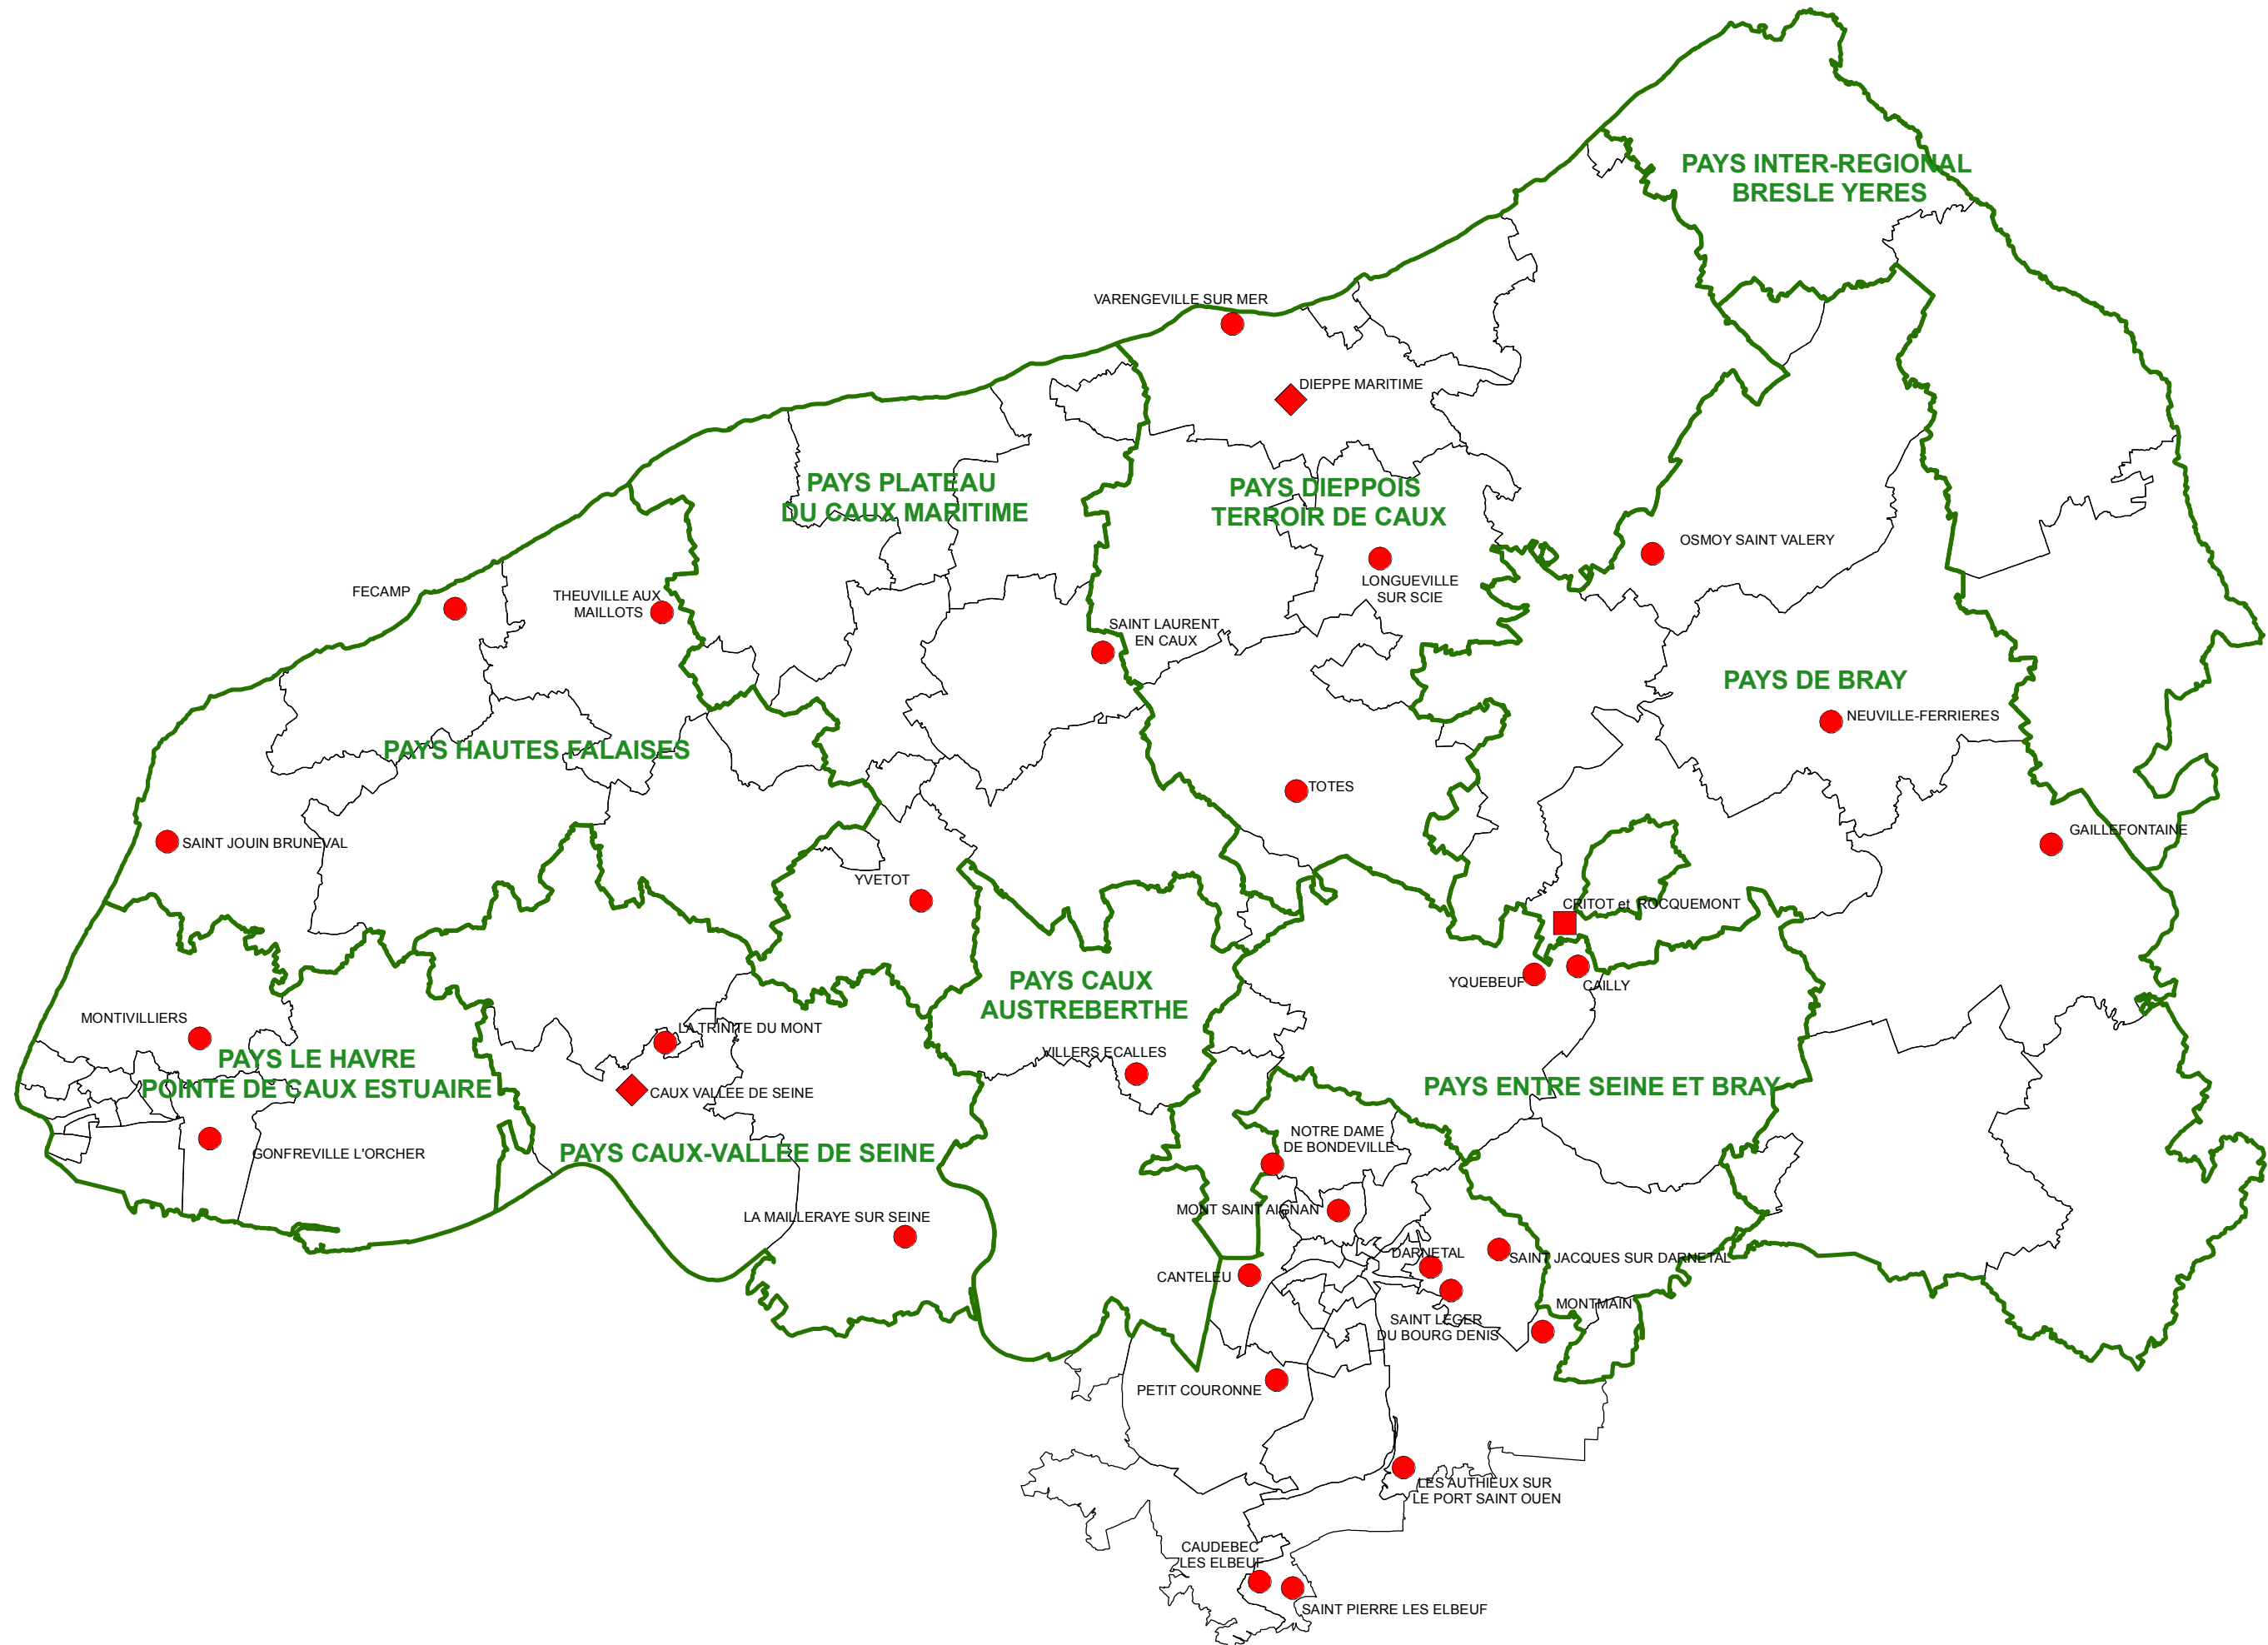 PAYS INTER-REGIONAL
BRESLE YERES
VARENGEVILLE SUR MER
DIEPPE MARITIME
PAYS PLATEAU
DU CAUX MARITIME
PAYS DIEPPOIS
TERROIR DE CAUX
OSMOY SAINT VALERY
LONGUEVILLE
SUR SCIE
FECAMP
THEUVILLE AUX
MAILLOTS
SAINT LAURENT
EN CAUX
PAYS DE BRAY
NEUVILLE-FERRIERES
PAYS HAUTES FALAISES
TOTES
GAILLEFONTAINE
SAINT JOUIN BRUNEVAL
YVETOT
CRITOT et ROCQUEMONT
PAYS CAUX
AUSTREBERTHE
YQUEBEUF
CAILLY
MONTIVILLIERS
LA TRINITE DU MONT
PAYS LE HAVRE
POINTE DE CAUX ESTUAIRE
VILLERS ECALLES
CAUX VALLEE DE SEINE
PAYS ENTRE SEINE ET BRAY
GONFREVILLE L'ORCHER
PAYS CAUX-VALLEE DE SEINE
NOTRE DAME
DE BONDEVILLE
LA MAILLERAYE SUR SEINE
MONT SAINT AIGNAN
DARNETAL
SAINT JACQUES SUR DARNETAL
CANTELEU
MONTMAIN
SAINT LEGER
DU BOURG DENIS
PETIT COURONNE
LES AUTHIEUX SUR
LE PORT SAINT OUEN
CAUDEBEC
LES ELBEUF
SAINT PIERRE LES ELBEUF